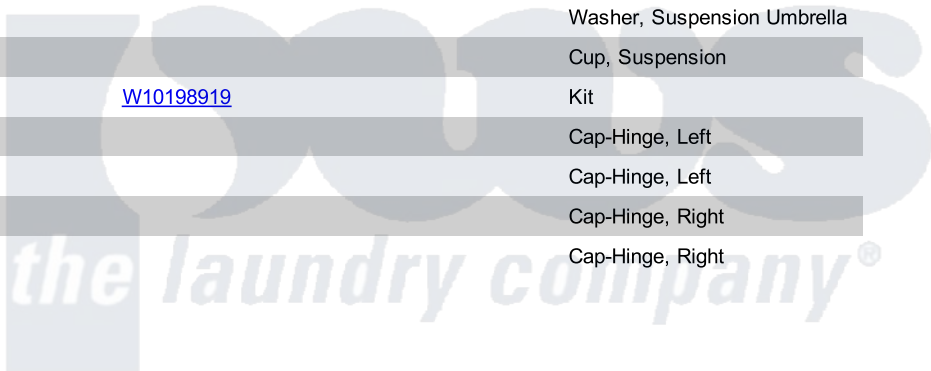 Washer, Suspension Umbrella
Cup, Suspension
W10198919 Kit
Cap-Hinge, Left
Cap-Hinge, Left
Cap-Hinge, Right
Cap-Hinge, Right
the laundry company®